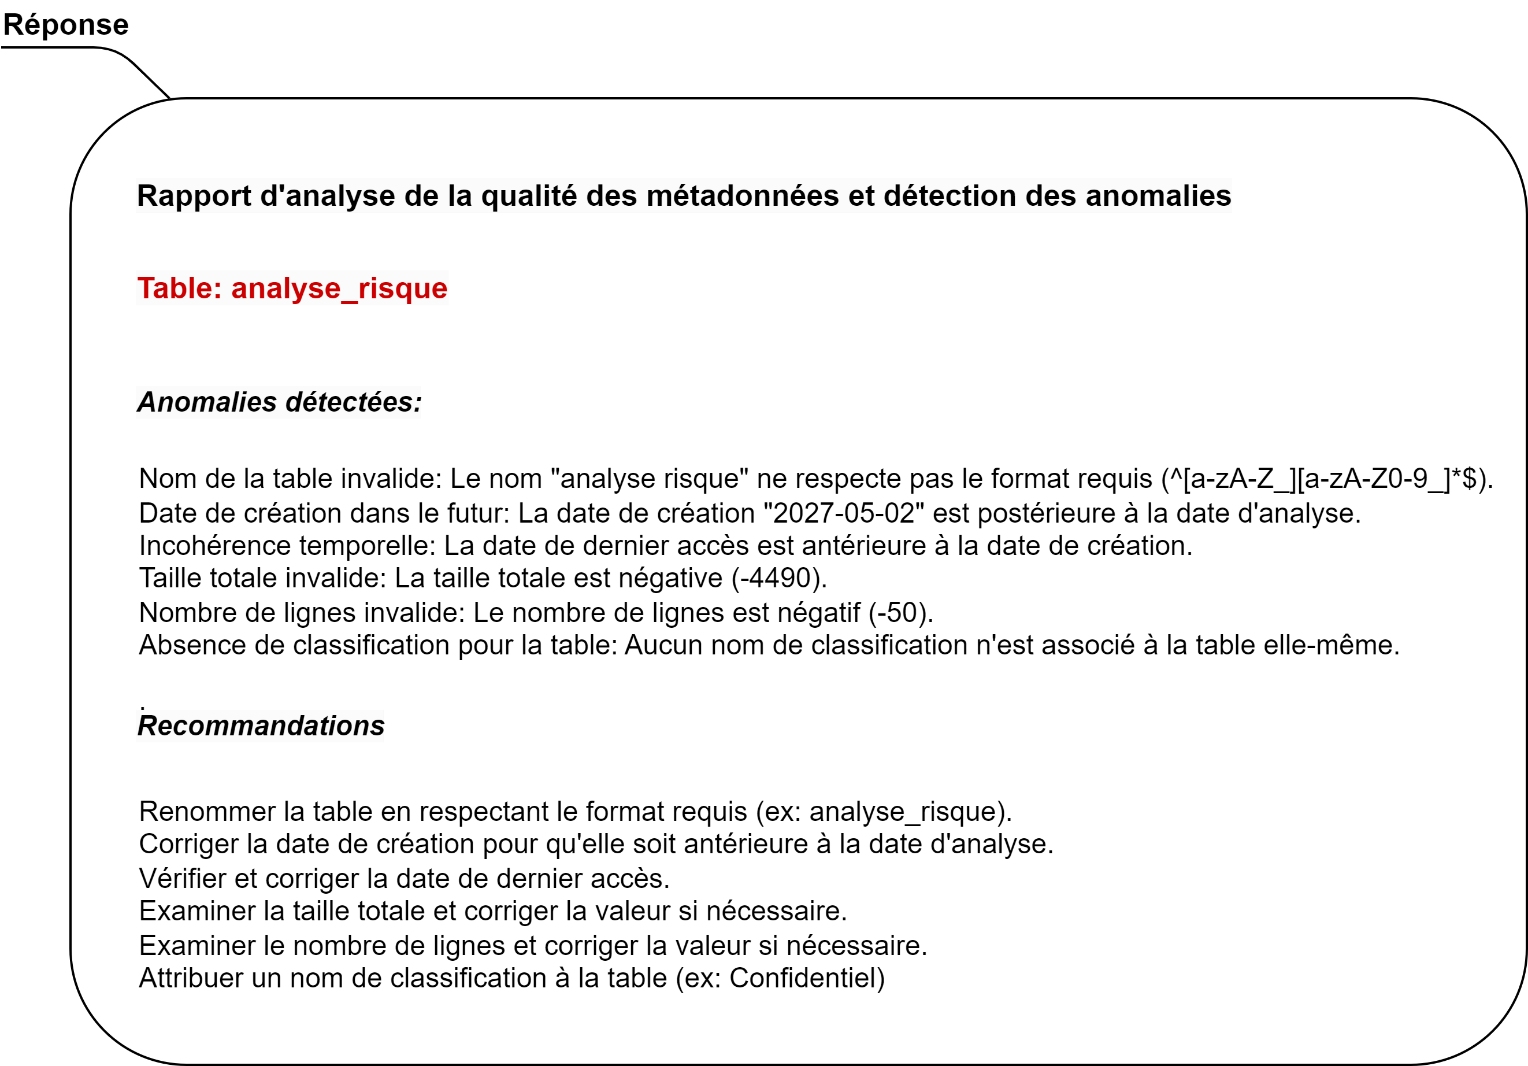 Réponse
Rapport d'analyse de la qualité des métadonnées et détection des anomalies
Table: analyse_risque
Anomalies détectées:
Nom de la table invalide: Le nom "analyse risque" ne respecte pas le format requis (^[a-zA-Z_][a-zA-Z0-9_]*$).
Date de création dans le futur: La date de création "2027-05-02" est postérieure à la date d'analyse.
Incohérence temporelle: La date de dernier accès est antérieure à la date de création.
Taille totale invalide: La taille totale est négative (-4490).
Nombre de lignes invalide: Le nombre de lignes est négatif (-50).
Absence de classification pour la table: Aucun nom de classification n'est associé à la table elle-même.
.
Recommandations
Renommer la table en respectant le format requis (ex: analyse_risque).
Corriger la date de création pour qu'elle soit antérieure à la date d'analyse.
Vérifier et corriger la date de dernier accès.
Examiner la taille totale et corriger la valeur si nécessaire.
Examiner le nombre de lignes et corriger la valeur si nécessaire.
Attribuer un nom de classification à la table (ex: Confidentiel)